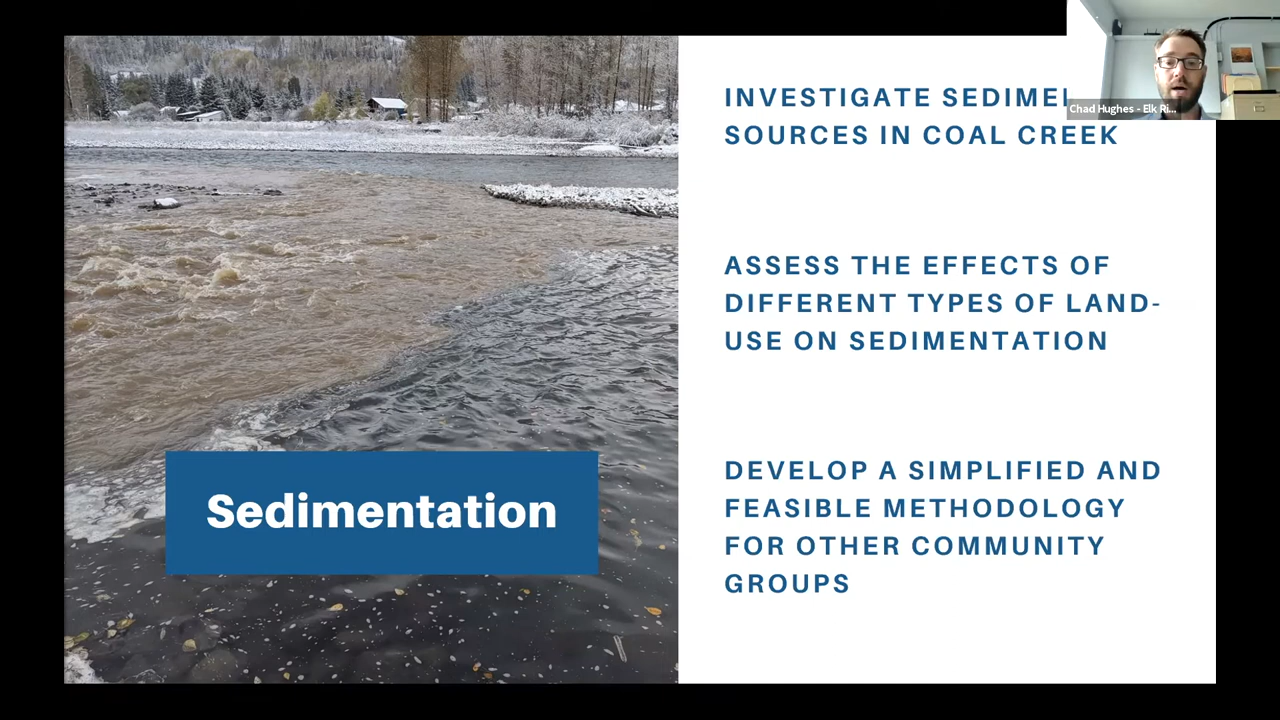 INVESTIGATE SEDIME
Chad Hughes - Elk Ri...
SOURCES IN COAL CREEK
ASSESS THE EFFECTS OF
DIFFERENT TYPES OF LAND-
USE ON SEDIMENTATION
Sedimentation
DEVELOP A SIMPLIFIED AND
FEASIBLE METHODOLOGY
FOR OTHER COMMUNITY
GROUPS